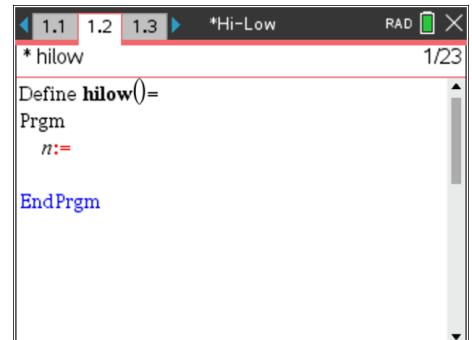 1.1 1.2 1.3 *Hi-Low RAD
* hilow 1/23
Define hilow()=
Prgm
n:=
EndPrgm